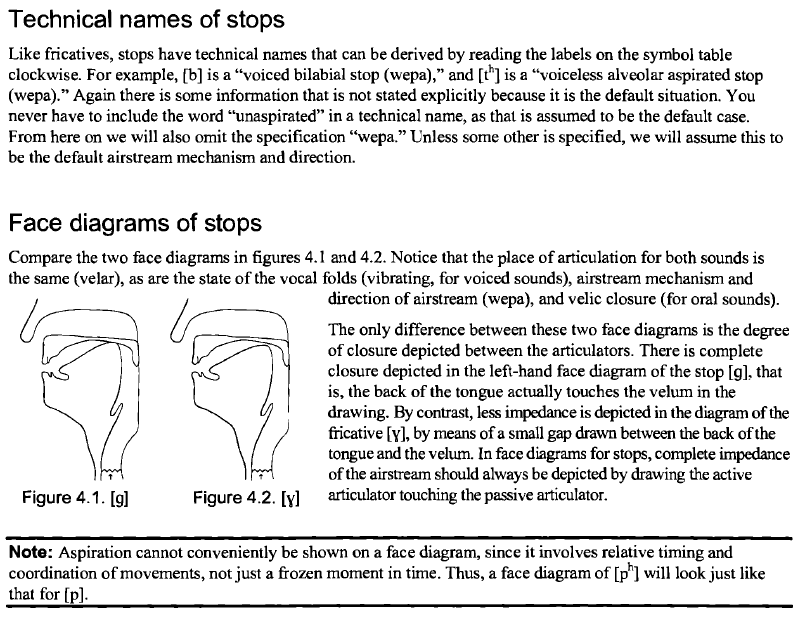 Technical names of stops
Like fricatives, stops have technical names that can be derived by reading the labels on the symbol table
clockwise. For example, [b] is a “voiced bilabial stop (wepa),” and [tʰ] is a “voiceless alveolar aspirated stop
(wepa).” Again there is some information that is not stated explicitly because it is the default situation. You
never have to include the word “unaspirated” in a technical name, as that is assumed to be the default case.
From here on we will also omit the specification “wepa.” Unless some other is specified, we will assume this to
be the default airstream mechanism and direction.
Face diagrams of stops
Compare the two face diagrams in figures 4.1 and 4.2. Notice that the place of articulation for both sounds is
the same (velar), as are the state of the vocal folds (vibrating, for voiced sounds), airstream mechanism and
direction of airstream (wepa), and velic closure (for oral sounds).
The only difference between these two face diagrams is the degree
of closure depicted between the articulators. There is complete
closure depicted in the left-hand face diagram of the stop [g], that
is, the back of the tongue actually touches the velum in the
drawing. By contrast, less impedance is depicted in the diagram of the
fricative [ɣ], by means of a small gap drawn between the back of the
tongue and the velum. In face diagrams for stops, complete impedance
of the airstream should always be depicted by drawing the active
articulator touching the passive articulator.
Figure 4.1. [g]
Figure 4.2. [ɣ]
Note: Aspiration cannot conveniently be shown on a face diagram, since it involves relative timing and
coordination of movements, not just a frozen moment in time. Thus, a face diagram of [pʰ] will look just like
that for [p].